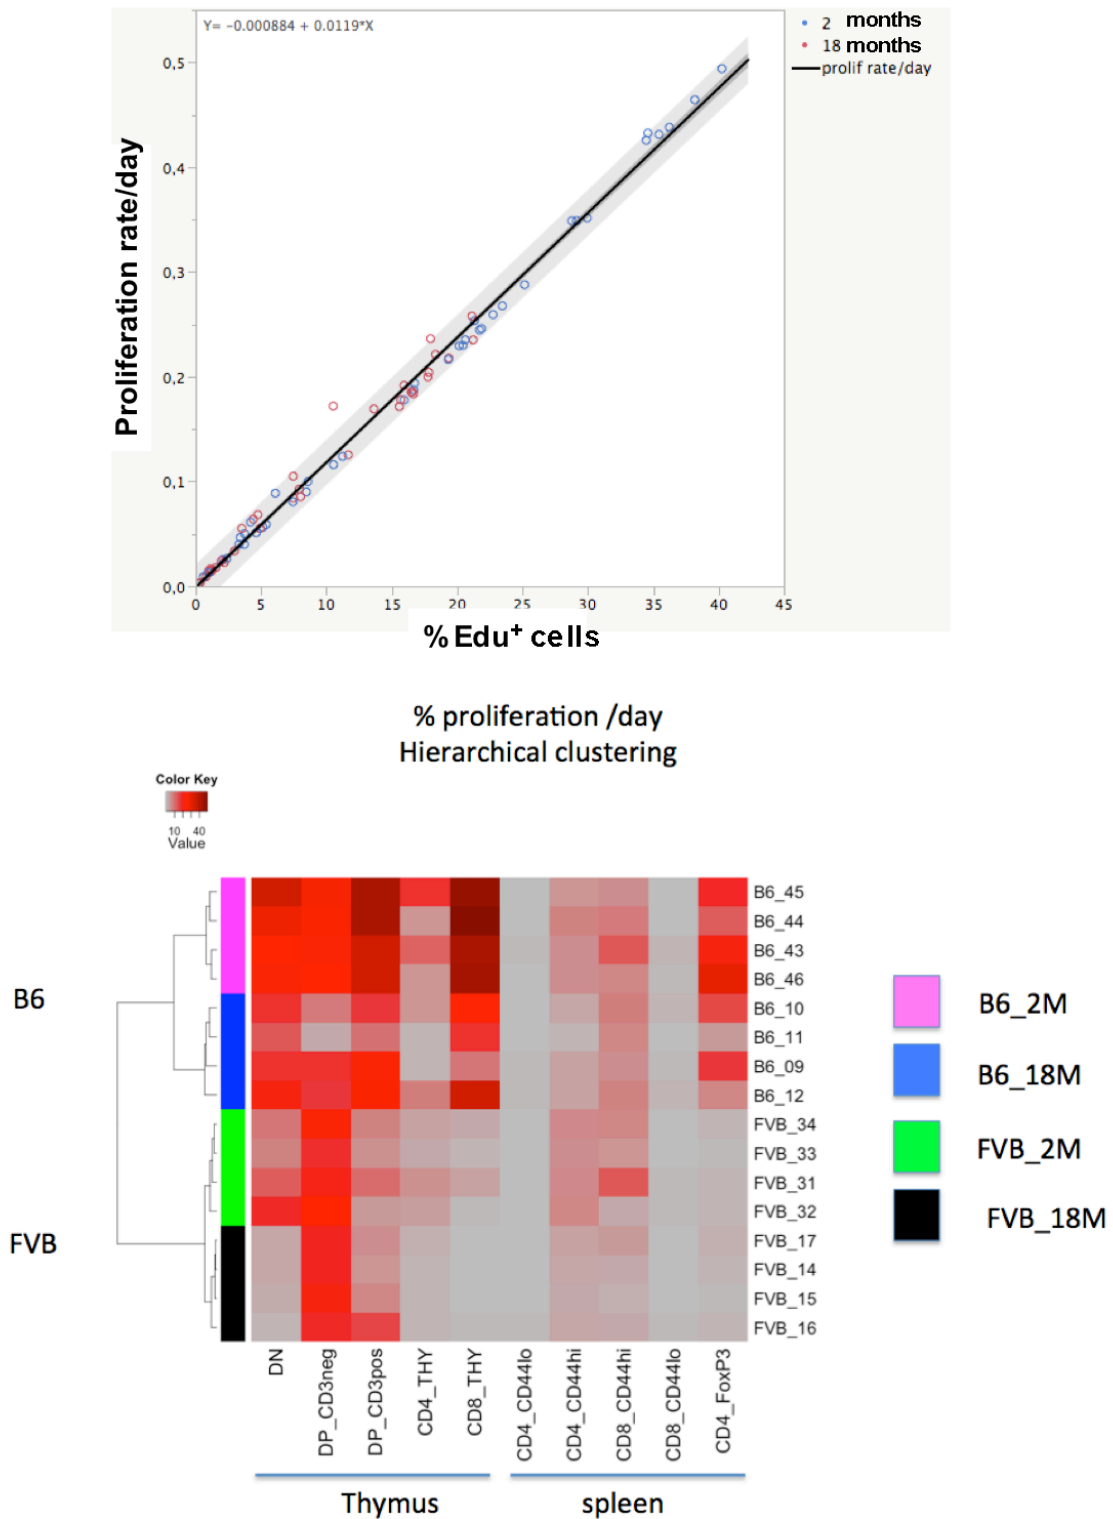 Y= −0.000884 + 0.0119*X
2 months
18 months
prolif rate/day
Proliferation rate/day
0,5
0,4
0,3
0,2
0,1
0,0
0 5 10 15 20 25 30 35 40 45
% Edu+ cells
% proliferation /day
Hierarchical clustering
Color Key
10 40
Value
B6
FVB
B6_45
B6_44
B6_43
B6_46
B6_10
B6_11
B6_09
B6_12
FVB_34
FVB_33
FVB_31
FVB_32
FVB_17
FVB_14
FVB_15
FVB_16
B6_2M
B6_18M
FVB_2M
FVB_18M
DN
DP_CD3neg
DP_CD3pos
CD4_THY
CD8_THY
CD4_CD44lo
CD4_CD44hi
CD8_CD44hi
CD8_CD44lo
CD4_FoxP3
Thymus
spleen